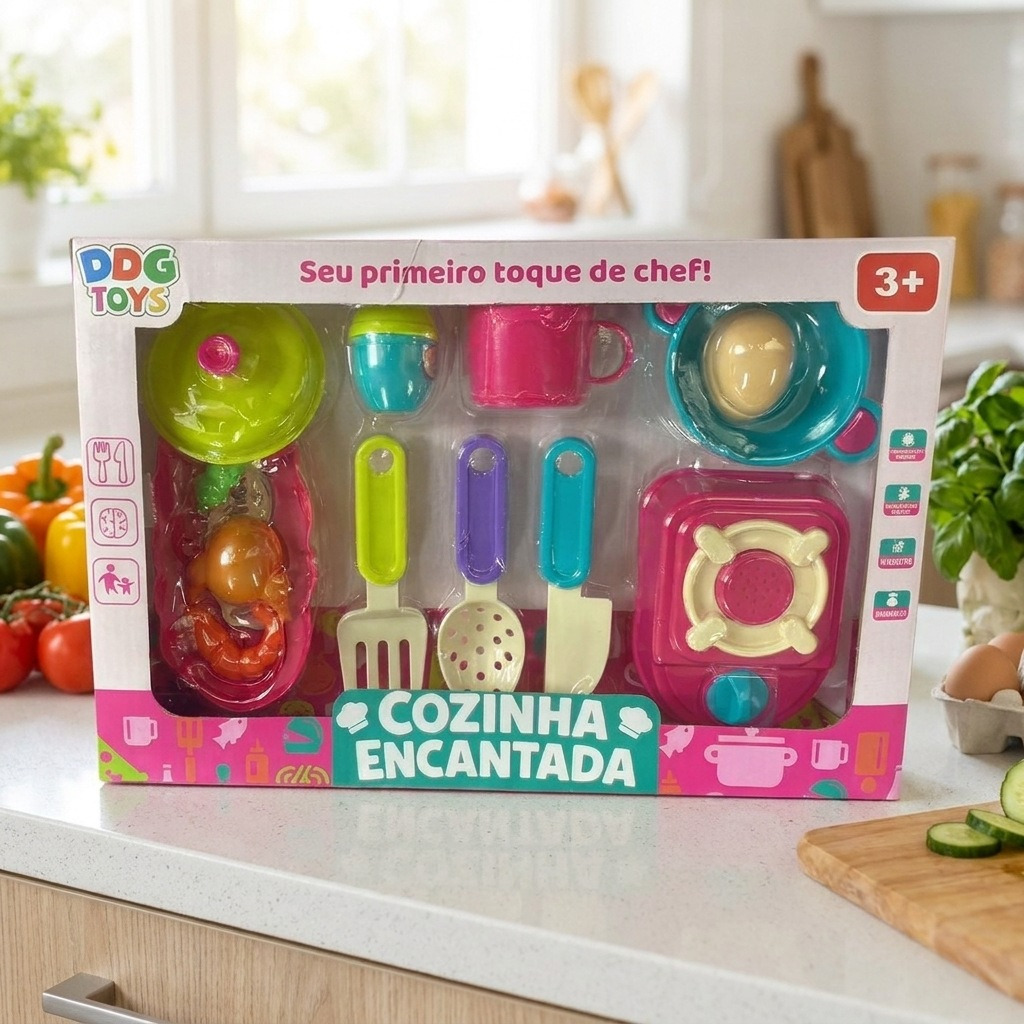 DDG
TOYS
Seu primeiro toque de chef!
3+
COZINHA
ENCANTADA